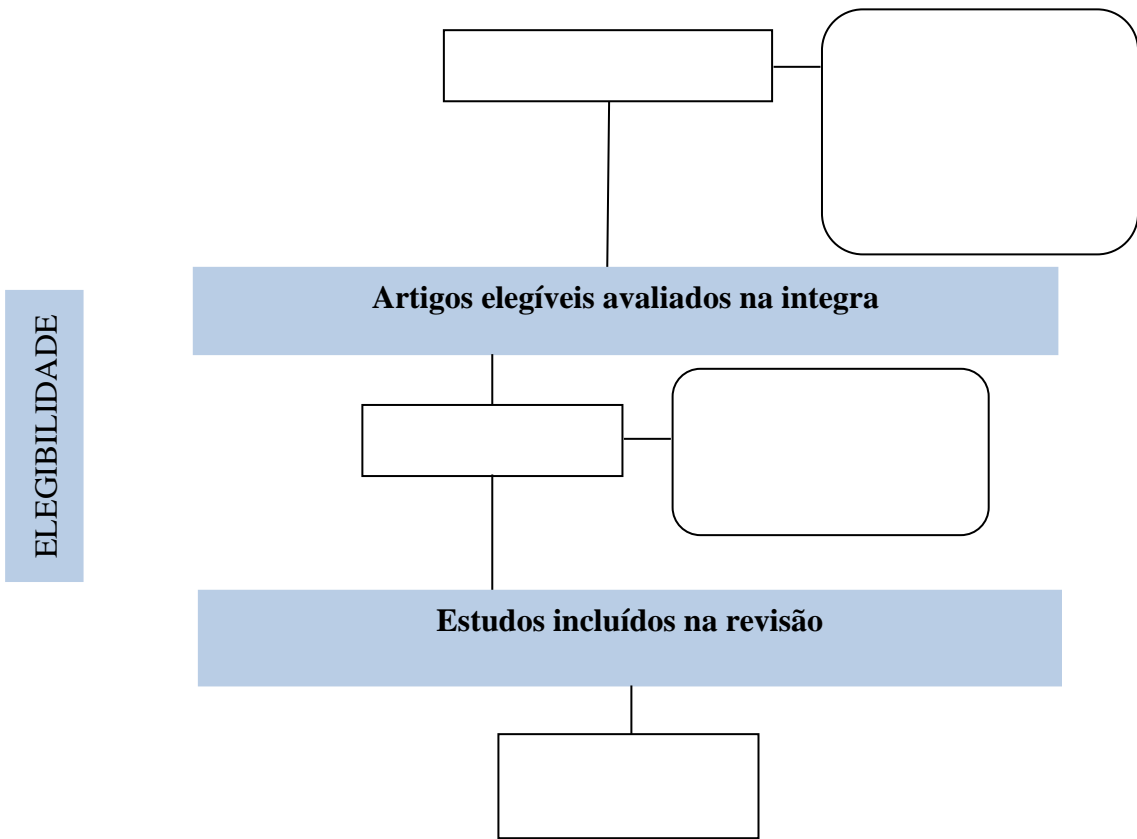 Artigos elegíveis avaliados na integra
ELEGIBILIDADE
Estudos incluídos na revisão